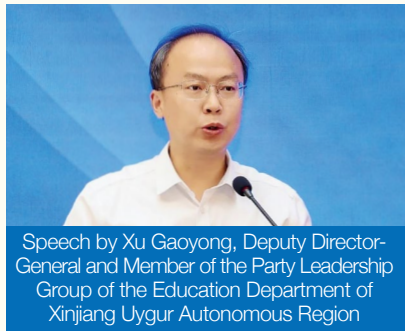 Speech by Xu Gaoyong, Deputy Director-
General and Member of the Party Leadership
Group of the Education Department of
Xinjiang Uygur Autonomous Region